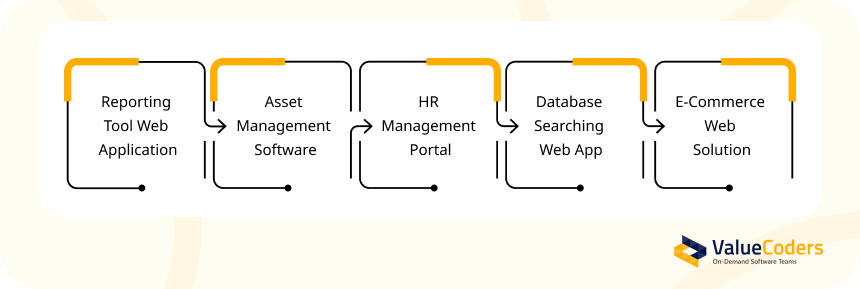 Reporting
Tool Web
Application
Asset
Management
Software
HR
Management
Portal
Database
Searching
Web App
E-Commerce
Web
Solution
ValueCoders
On-Demand Software Teams